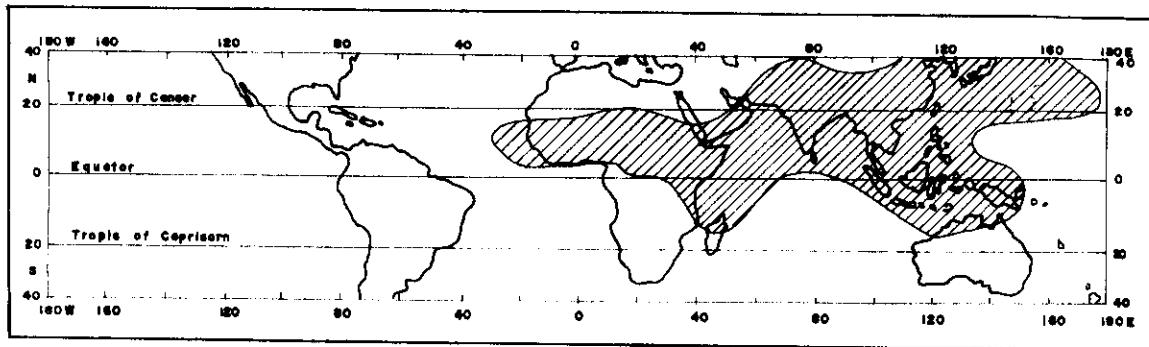 180 W 160 120 80 40 0 40 80 120 160 180 E
40 40
N
20 Tropic of Cancer 20
Equator
0 0
Tropic of Capricorn
20 20
S
40 40
180 W 160 120 80 40 0 40 80 120 160 180 E